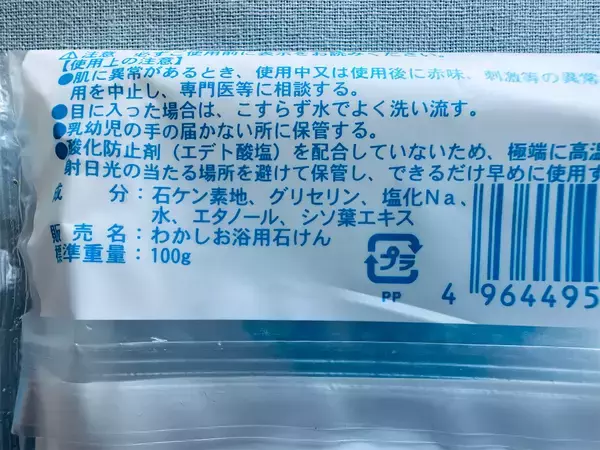 【使用上の注意】
●肌に異常があるとき、使用中又は使用後に赤味、刺激等の異常
用を中止し、専門医等に相談する。
●目に入った場合は、こすらず水でよく洗い流す。
●乳幼児の手の届かない所に保管する。
●酸化防止剤（エデト酸塩）を配合していないため、極端に高温
射日光の当たる場所を避けて保管し、できるだけ早めに使用す
成　分：石ケン素地、グリセリン、塩化Na、
水、エタノール、シソ葉エキス
販売名：わかしお浴用石けん
標準重量：100g
プラ
PP
4 964495